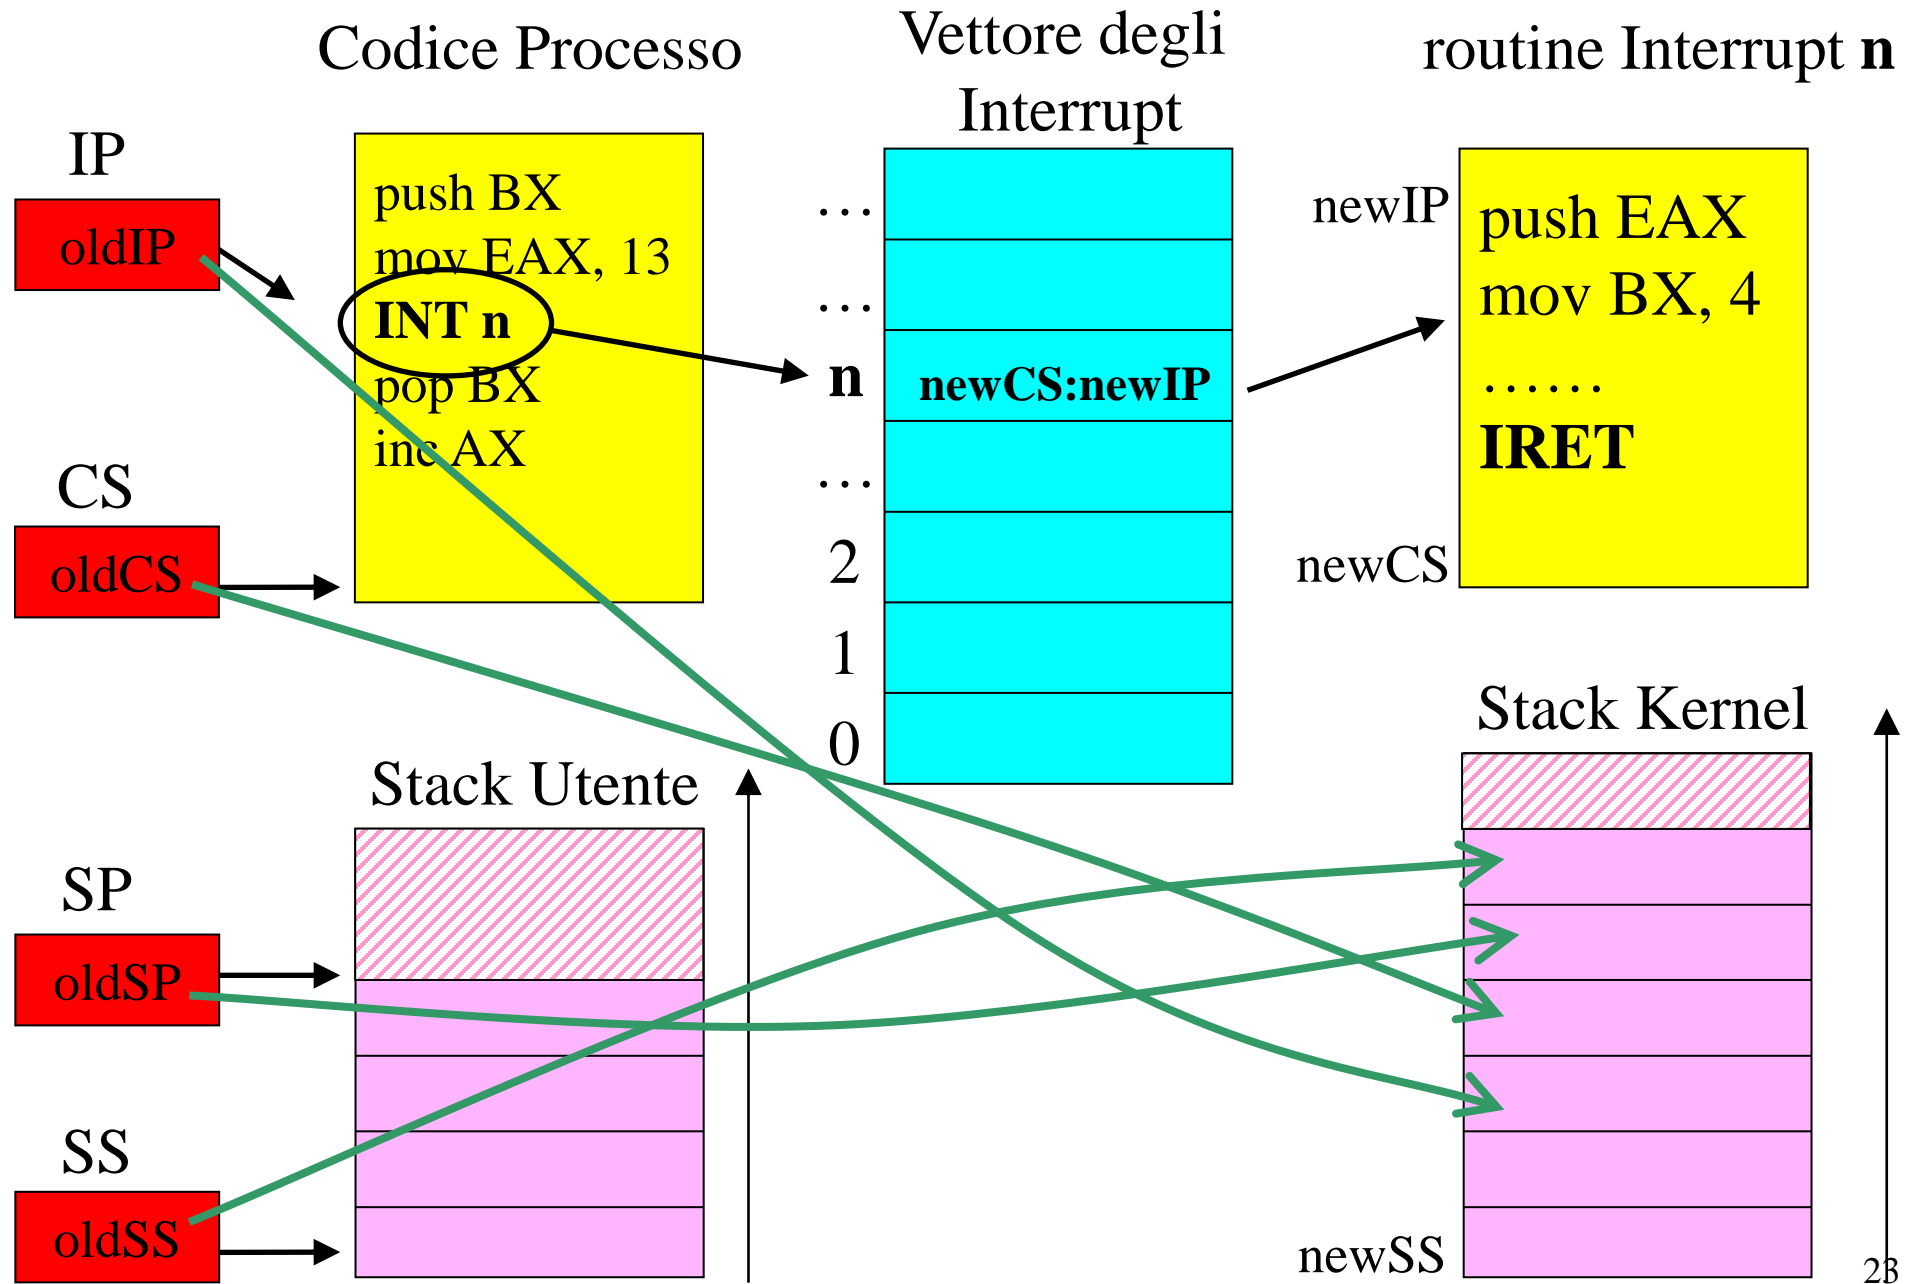 Codice Processo
Vettore degli
Interrupt
routine Interrupt n
IP
oldIP
CS
oldCS
push BX
mov EAX, 13
INT n
pop BX
inc AX
…
…
n
…
2
1
0
newCS:newIP
newIP
newCS
push EAX
mov BX, 4
……
IRET
Stack Utente
Stack Kernel
SP
oldSP
SS
oldSS
newSS
23